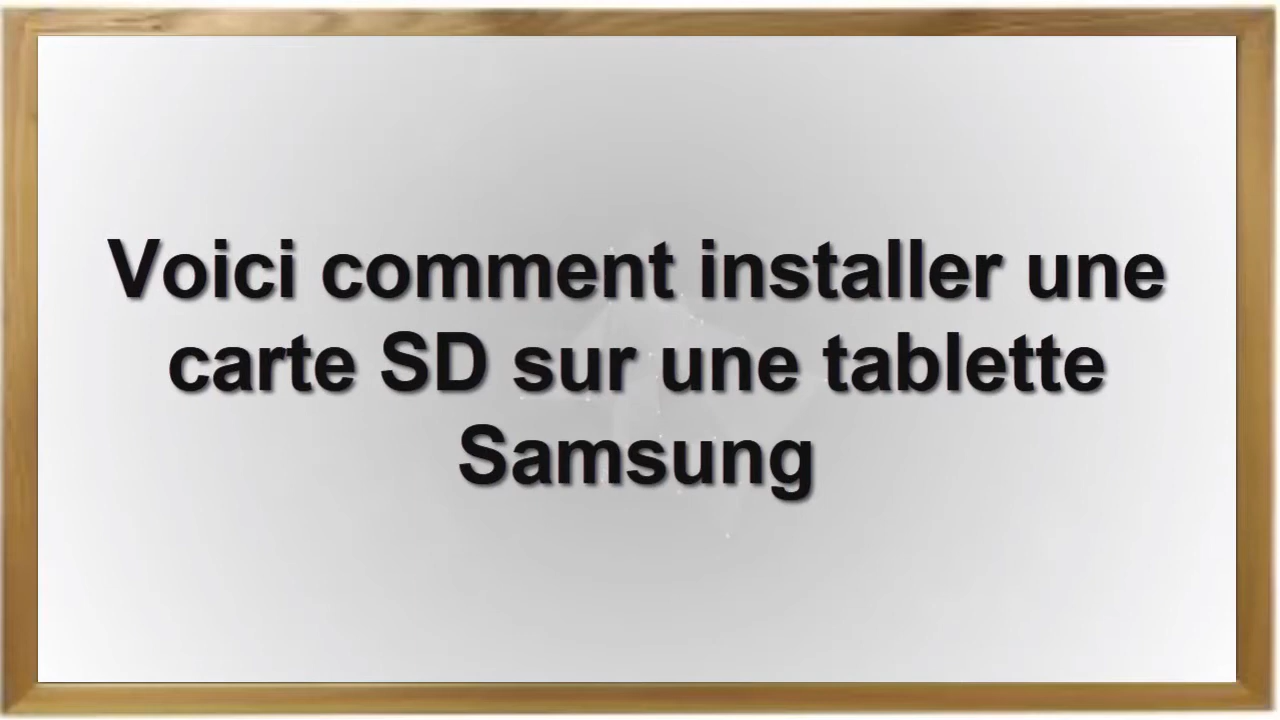 Voici comment installer une
carte SD sur une tablette
Samsung